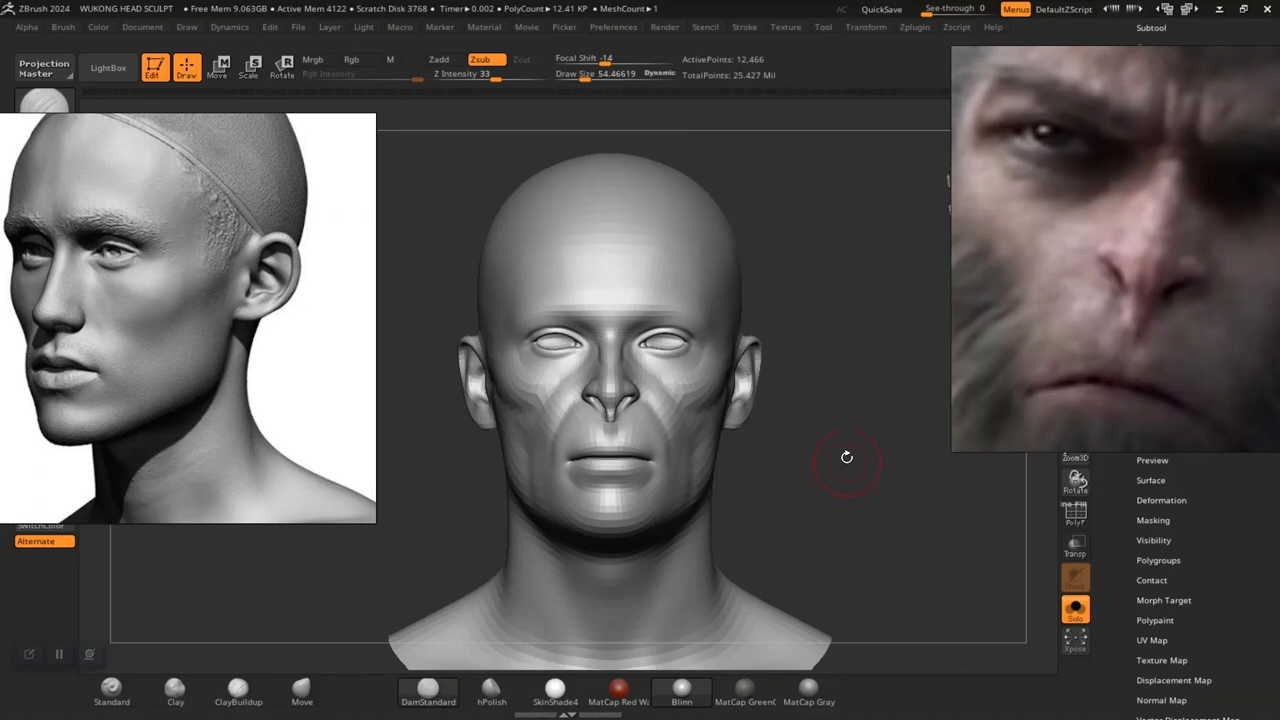 ZBrush 2024 WUKONG HEAD SCULPT • Free Mem 9.063GB • Active Mem 4122 • Scratch Disk 3768 • Timer▸0.002 • PolyCount▸12.41 KP • MeshCount▸1 AC QuickSave See-through 0 Menus DefaultZScript
Alpha Brush Color Document Draw Dynamics Edit File Layer Light Macro Marker Material Movie Picker Preferences Render Stencil Stroke Texture Tool Transform Zplugin Zscript Help Subtool
Projection Master
LightBox
Edit Draw Move Scale Rotate
Mrgb Rgb M
Rgb Intensity
Zadd Zsub Zcut
Z Intensity 33
Focal Shift -14
Draw Size 54.46619 Dynamic
ActivePoints: 12,466
TotalPoints: 25.427 Mil
SwitchColor
Alternate
Zoom3D
Rotate
PolyF
Transp
Ghost
Solo
Xpose
Preview
Surface
Deformation
Masking
Visibility
Polygroups
Contact
Morph Target
Polypaint
UV Map
Texture Map
Displacement Map
Normal Map
Standard Clay ClayBuildup Move DamStandard hPolish SkinShade4 MatCap Red Wa Blinn MatCap GreenC MatCap Gray